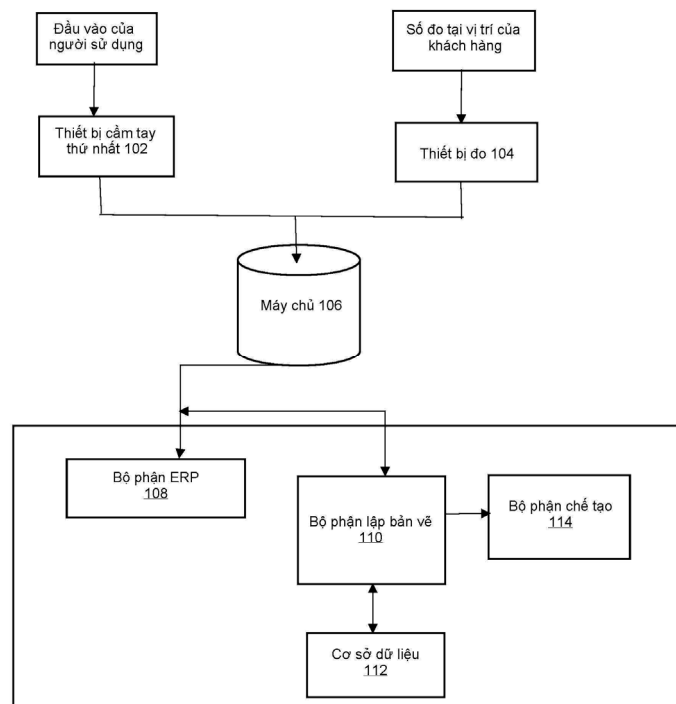 Đầu vào của
người sử dụng
Số đo tại vị trí của
khách hàng
Thiết bị cầm tay
thứ nhất 102
Thiết bị đo 104
Máy chủ 106
Bộ phận ERP
108
Bộ phận lập bản vẽ
110
Bộ phận chế tạo
114
Cơ sở dữ liệu
112